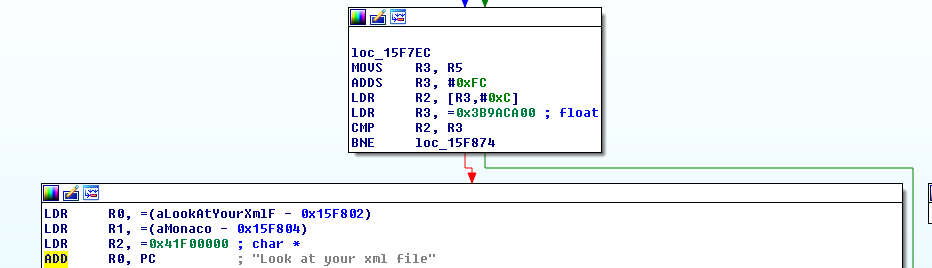 loc_15F7EC
MOVS R3, R5
ADDS R3, #0xFC
LDR R2, [R3,#0xC]
LDR R3, =0x3B9ACA00 ; float
CMP R2, R3
BNE loc_15F874
LDR R0, =(aLookAtYourXmlF - 0x15F802)
LDR R1, =(aMonaco - 0x15F804)
LDR R2, =0x41F00000 ; char *
ADD R0, PC ; "Look at your xml file"